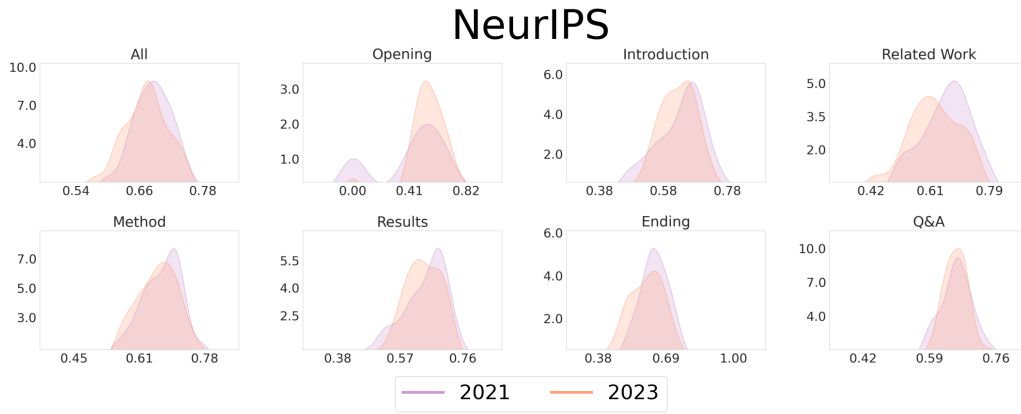 NeurIPS
All
Opening
Introduction
Related Work
10.0
7.0
4.0
0.54 0.66 0.78
3.0
2.0
1.0
0.00 0.41 0.82
6.0
4.0
2.0
0.38 0.58 0.78
5.0
3.5
2.0
0.42 0.61 0.79
Method
Results
Ending
Q&A
7.0
5.0
3.0
0.45 0.61 0.78
5.5
4.0
2.5
0.38 0.57 0.76
6.0
4.0
2.0
0.38 0.69 1.00
10.0
7.0
4.0
0.42 0.59 0.76
2021 2023